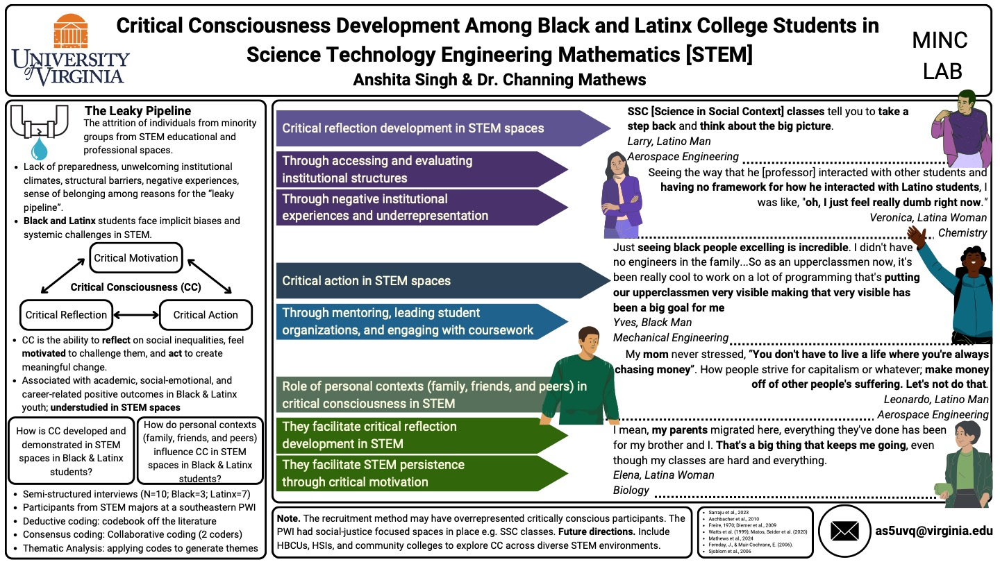 Critical Consciousness Development Among Black and Latinx College Students in
Science Technology Engineering Mathematics [STEM]
Anshita Singh & Dr. Channing Mathews
UNIVERSITY
of VIRGINIA
MINC
LAB
The Leaky Pipeline
The attrition of individuals from minority
groups from STEM educational and
professional spaces.
• Lack of preparedness, unwelcoming institutional
climates, structural barriers, negative experiences,
sense of belonging among reasons for the “leaky
pipeline”.
• Black and Latinx students face implicit biases and
systemic challenges in STEM.
Critical Motivation
Critical Consciousness (CC)
Critical Reflection
Critical Action
• CC is the ability to reflect on social inequalities, feel
motivated to challenge them, and act to create
meaningful change.
• Associated with academic, social-emotional, and
career-related positive outcomes in Black & Latinx
youth; understudied in STEM spaces
How is CC developed and
demonstrated in STEM
spaces in Black & Latinx
students?
How do personal contexts
(family, friends, and peers)
influence CC in STEM
spaces in Black & Latinx
students?
• Semi-structured interviews (N=10; Black=3; Latinx=7)
• Participants from STEM majors at a southeastern PWI
• Deductive coding: codebook off the literature
• Consensus coding: Collaborative coding (2 coders)
• Thematic Analysis: applying codes to generate themes
Critical reflection development in STEM spaces
Through accessing and evaluating
institutional structures
Through negative institutional
experiences and underrepresentation
Critical action in STEM spaces
Through mentoring, leading student
organizations, and engaging with coursework
Role of personal contexts (family, friends, and peers) in
critical consciousness in STEM
They facilitate critical reflection
development in STEM
They facilitate STEM persistence
through critical motivation
SSC [Science in Social Context] classes tell you to take a
step back and think about the big picture.
Larry, Latino Man
Aerospace Engineering
Seeing the way that he [professor] interacted with other students and
having no framework for how he interacted with Latino students, I
was like, "oh, I just feel really dumb right now."
Veronica, Latina Woman
Chemistry
Just seeing black people excelling is incredible. I didn't have
no engineers in the family...So as an upperclassmen now, it's
been really cool to work on a lot of programming that's putting
our upperclassmen very visible making that very visible has
been a big goal for me
Yves, Black Man
Mechanical Engineering
My mom never stressed, “You don't have to live a life where you're always
chasing money”. How people strive for capitalism or whatever; make money
off of other people's suffering. Let's not do that.
Leonardo, Latino Man
Aerospace Engineering
I mean, my parents migrated here, everything they've done has been
for my brother and I. That's a big thing that keeps me going, even
though my classes are hard and everything.
Elena, Latina Woman
Biology
Note. The recruitment method may have overrepresented critically conscious participants. The
PWI had social-justice focused spaces in place e.g. SSC classes. Future directions. Include
HBCUs, HSIs, and community colleges to explore CC across diverse STEM environments.
• Sarraju et al., 2023
• Aschbacher et al., 2010
• Freire, 1970; Diemer et al., 2009
• Watts et al. (1999); Matos, Seider et al. (2020)
• Mathews et al., 2024
• Fereday, J., & Muir-Cochrane, E. (2006).
• Sjoblom et al., 2006
as5uvq@virginia.edu